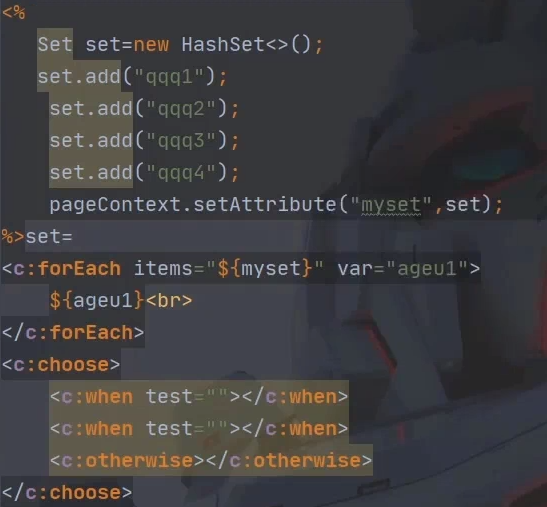 <%
Set set=new HashSet<>();
set.add("qqq1");
set.add("qqq2");
set.add("qqq3");
set.add("qqq4");
pageContext.setAttribute("myset",set);
%>set=
<c:forEach items="${myset}" var="ageu1">
${ageu1}<br>
</c:forEach>
<c:choose>
<c:when test=""></c:when>
<c:when test=""></c:when>
<c:otherwise></c:otherwise>
</c:choose>